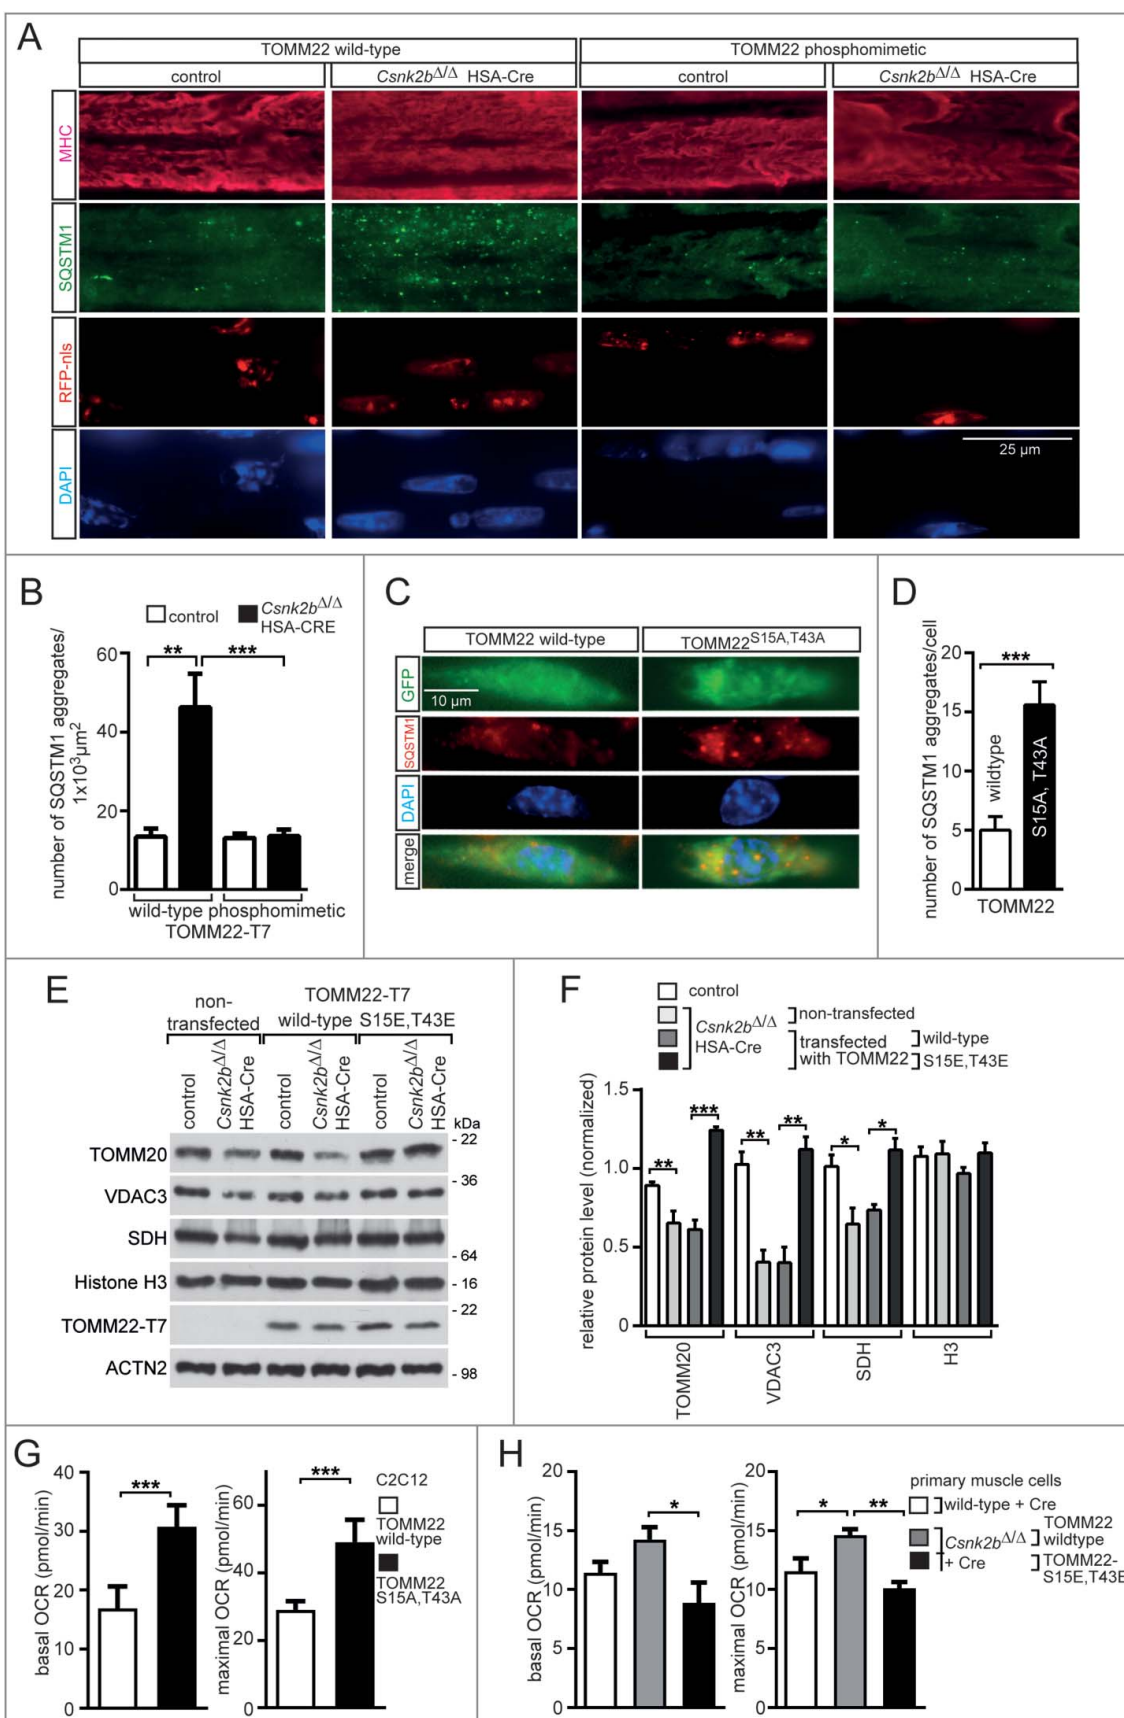 A
TOMM22 wild-type
TOMM22 phosphomimetic
control
Csnk2bΔ/Δ HSA-Cre
control
Csnk2bΔ/Δ HSA-Cre
MHC
SQSTM1
RFP-nls
DAPI
25 µm
B
control
Csnk2bΔ/Δ
HSA-CRE
number of SQSTM1 aggregates/
1x10³µm²
60
40
20
0
**
***
wild-type phosphomimetic
TOMM22-T7
C
TOMM22 wild-type
TOMM22S15A,T43A
GFP
10 µm
SQSTM1
DAPI
merge
D
number of SQSTM1 aggregates/cell
20
15
10
5
0
***
wildtype
S15A, T43A
TOMM22
E
non-
transfected
TOMM22-T7
wild-type S15E,T43E
control
Csnk2bΔ/Δ
HSA-Cre
control
Csnk2bΔ/Δ
HSA-Cre
control
Csnk2bΔ/Δ
HSA-Cre
kDa
TOMM20
- 22
VDAC3
- 36
SDH
- 64
Histone H3
- 16
TOMM22-T7
- 22
ACTN2
- 98
F
control
Csnk2bΔ/Δ
HSA-Cre
non-transfected
transfected
with TOMM22
wild-type
S15E,T43E
relative protein level (normalized)
1.5
1.0
0.5
0
**
***
**
**
*
*
TOMM20
VDAC3
SDH
H3
G
basal OCR (pmol/min)
40
30
20
10
0
***
maximal OCR (pmol/min)
60
40
20
0
***
C2C12
TOMM22
wild-type
TOMM22
S15A,T43A
H
basal OCR (pmol/min)
20
15
10
5
0
*
maximal OCR (pmol/min)
20
15
10
5
0
*
**
primary muscle cells
wild-type + Cre
Csnk2bΔ/Δ
+ Cre
TOMM22
wildtype
TOMM22-
S15E,T43E